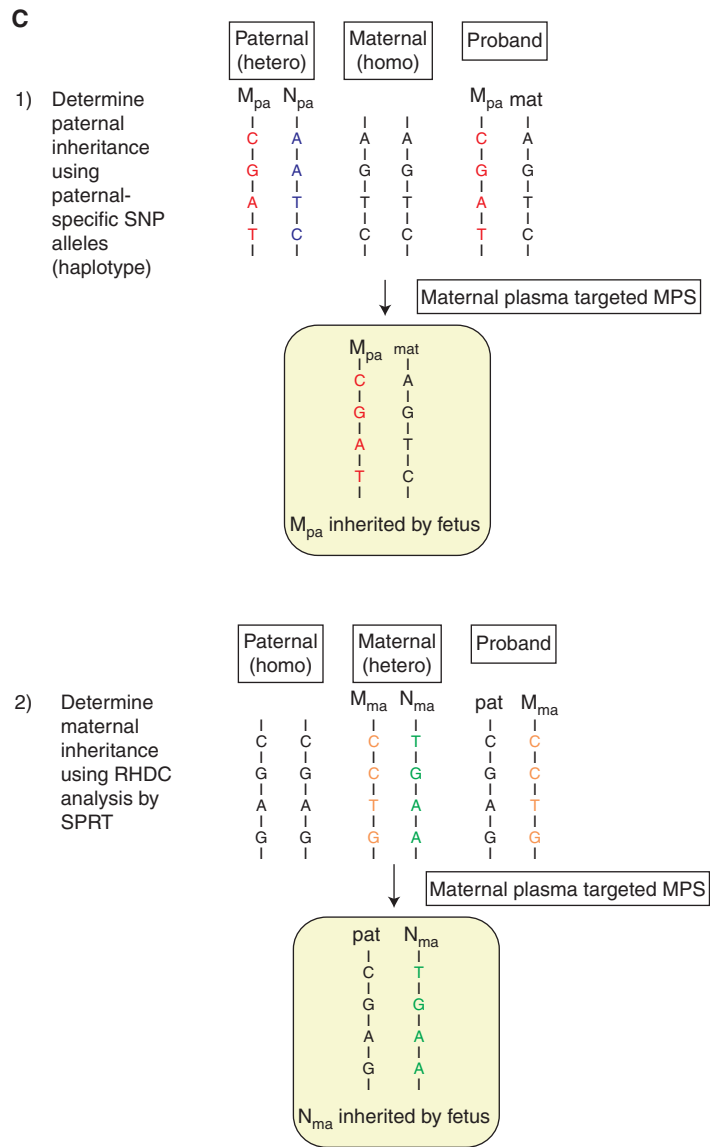 C
Paternal (hetero)
Maternal (homo)
Proband
1) Determine paternal inheritance using paternal-specific SNP alleles (haplotype)
Mpa Npa
Mpa mat
C A A A C A
G A G G G G
A T T T A T
T C C C T C
Maternal plasma targeted MPS
Mpa mat
C A
G G
A T
T C
Mpa inherited by fetus
Paternal (homo)
Maternal (hetero)
Proband
2) Determine maternal inheritance using RHDC analysis by SPRT
Mma Nma
pat Mma
C C C T C C
G G C G G C
A A T A A T
G G G A G G
Maternal plasma targeted MPS
pat Nma
C T
G G
A A
G A
Nma inherited by fetus